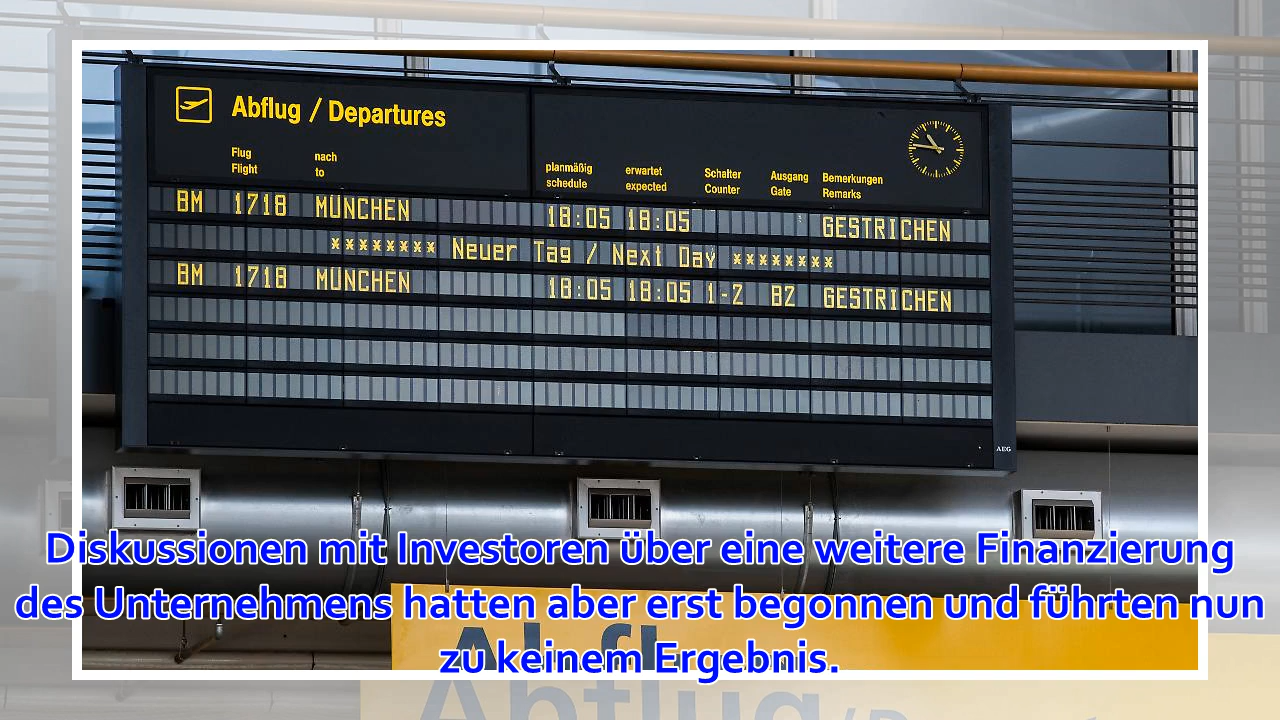 Abflug / Departures
Flug nach
Flight to
planmäßig erwartet Schalter Ausgang Bemerkungen
schedule expected Counter Gate Remarks
BM 1718 MÜNCHEN 18:05 18:05 GESTRICHEN
******** Neuer Tag / Next Day ********
BM 1718 MÜNCHEN 18:05 18:05 1-2 B2 GESTRICHEN
AEG
Diskussionen mit Investoren über eine weitere Finanzierung
des Unternehmens hatten aber erst begonnen und führten nun
zu keinem Ergebnis.
Abflug